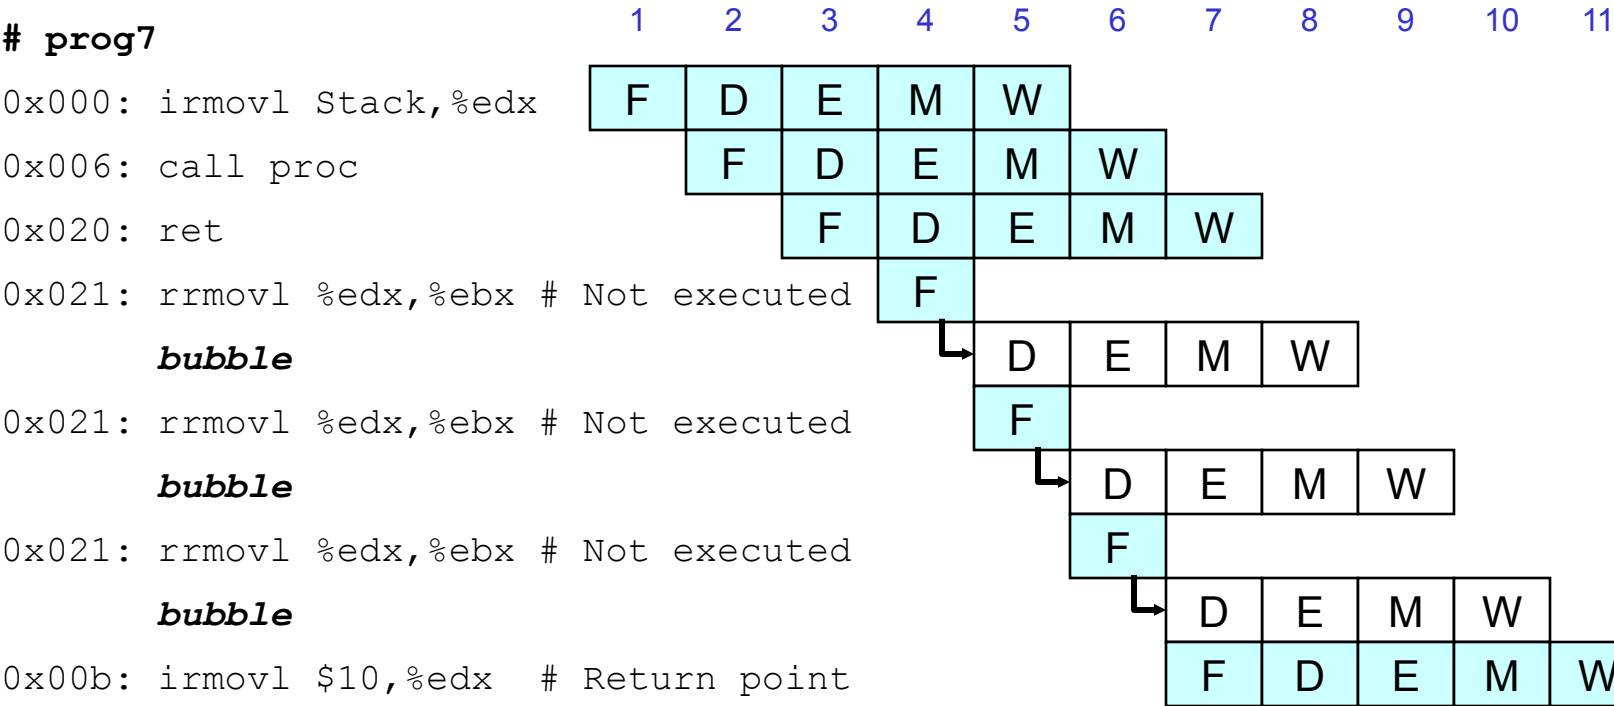 1 2 3 4 5 6 7 8 9 10 11
# prog7
0x000: irmovl Stack,%edx F D E M W
0x006: call proc F D E M W
0x020: ret F D E M W
0x021: rrmovl %edx,%ebx # Not executed F
bubble D E M W
0x021: rrmovl %edx,%ebx # Not executed F
bubble D E M W
0x021: rrmovl %edx,%ebx # Not executed F
bubble D E M W
0x00b: irmovl $10,%edx # Return point F D E M W